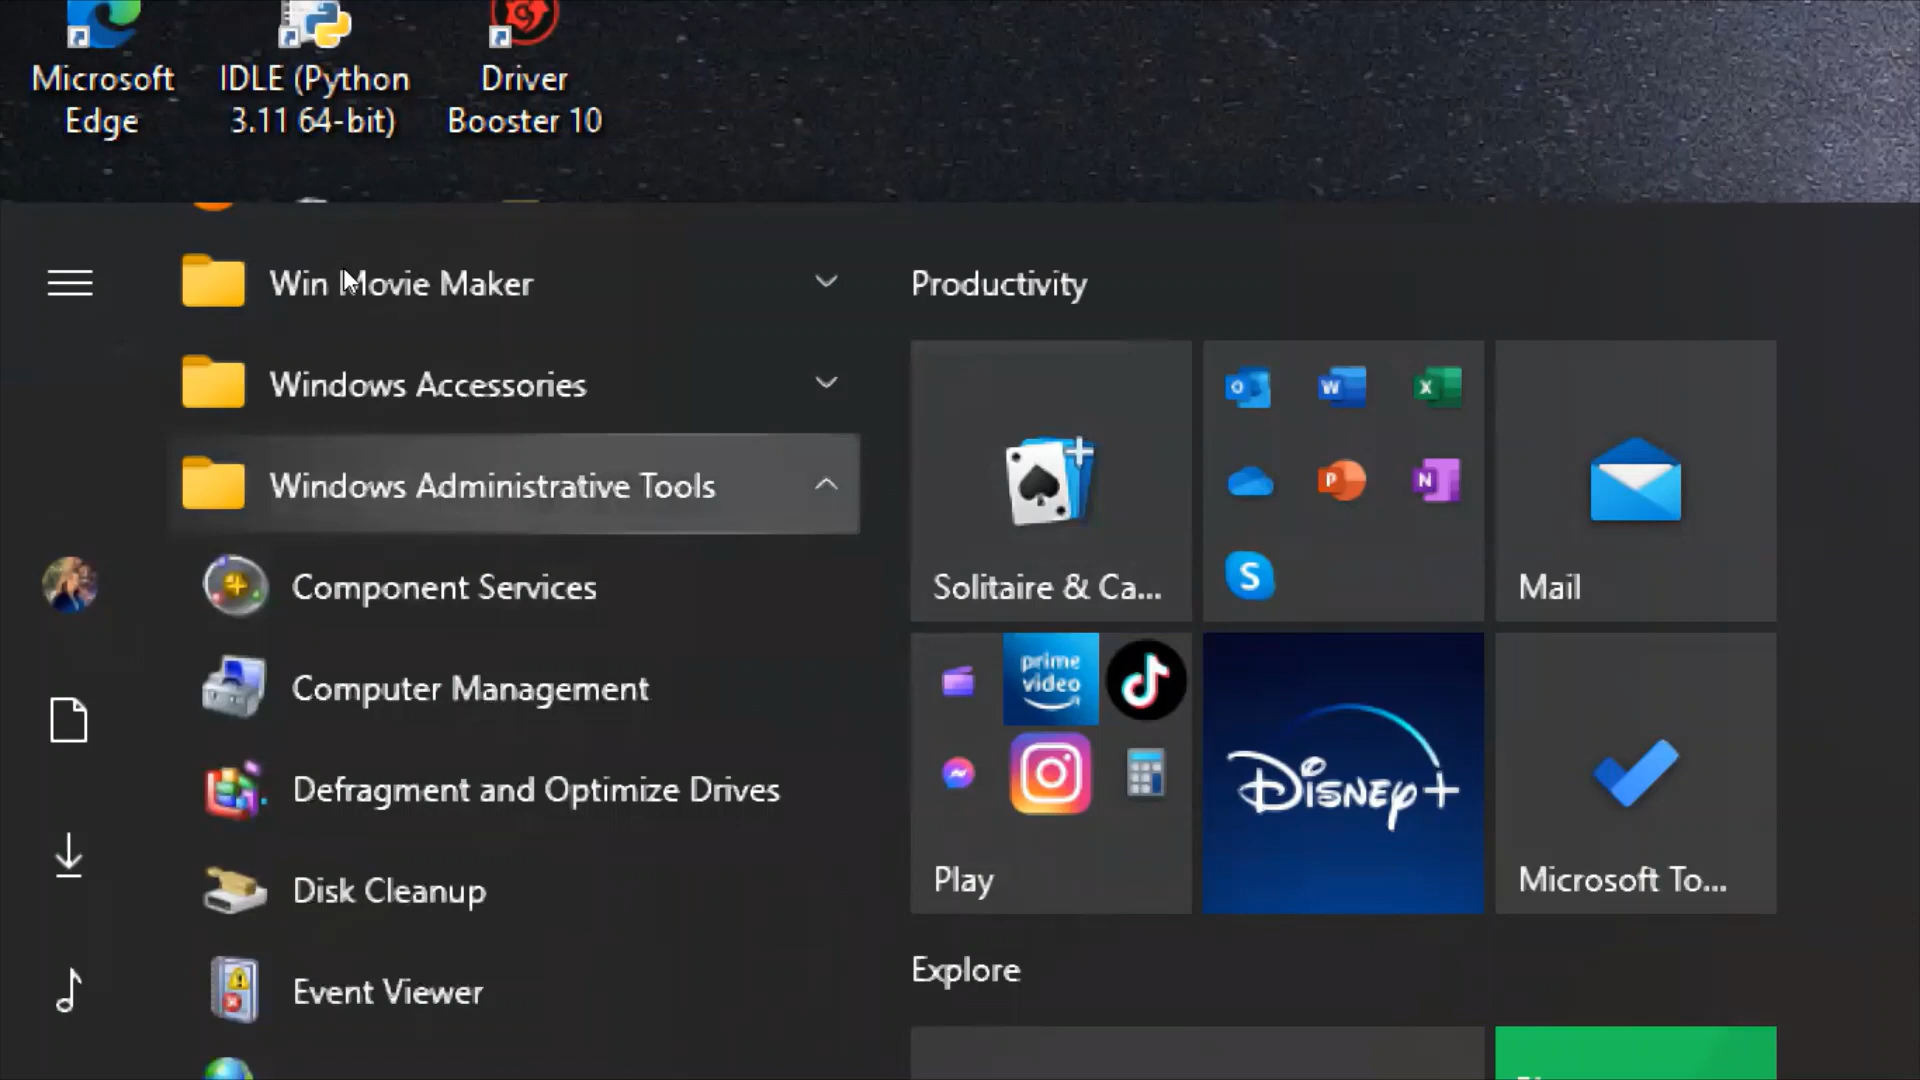 Microsoft
Edge
IDLE (Python
3.11 64-bit)
Driver
Booster 10
Win Movie Maker
Windows Accessories
Windows Administrative Tools
Component Services
Computer Management
Defragment and Optimize Drives
Disk Cleanup
Event Viewer
Productivity
Solitaire & Ca...
O
W
X
P
N
S
Mail
prime
video
Play
Disney+
Microsoft To...
Explore